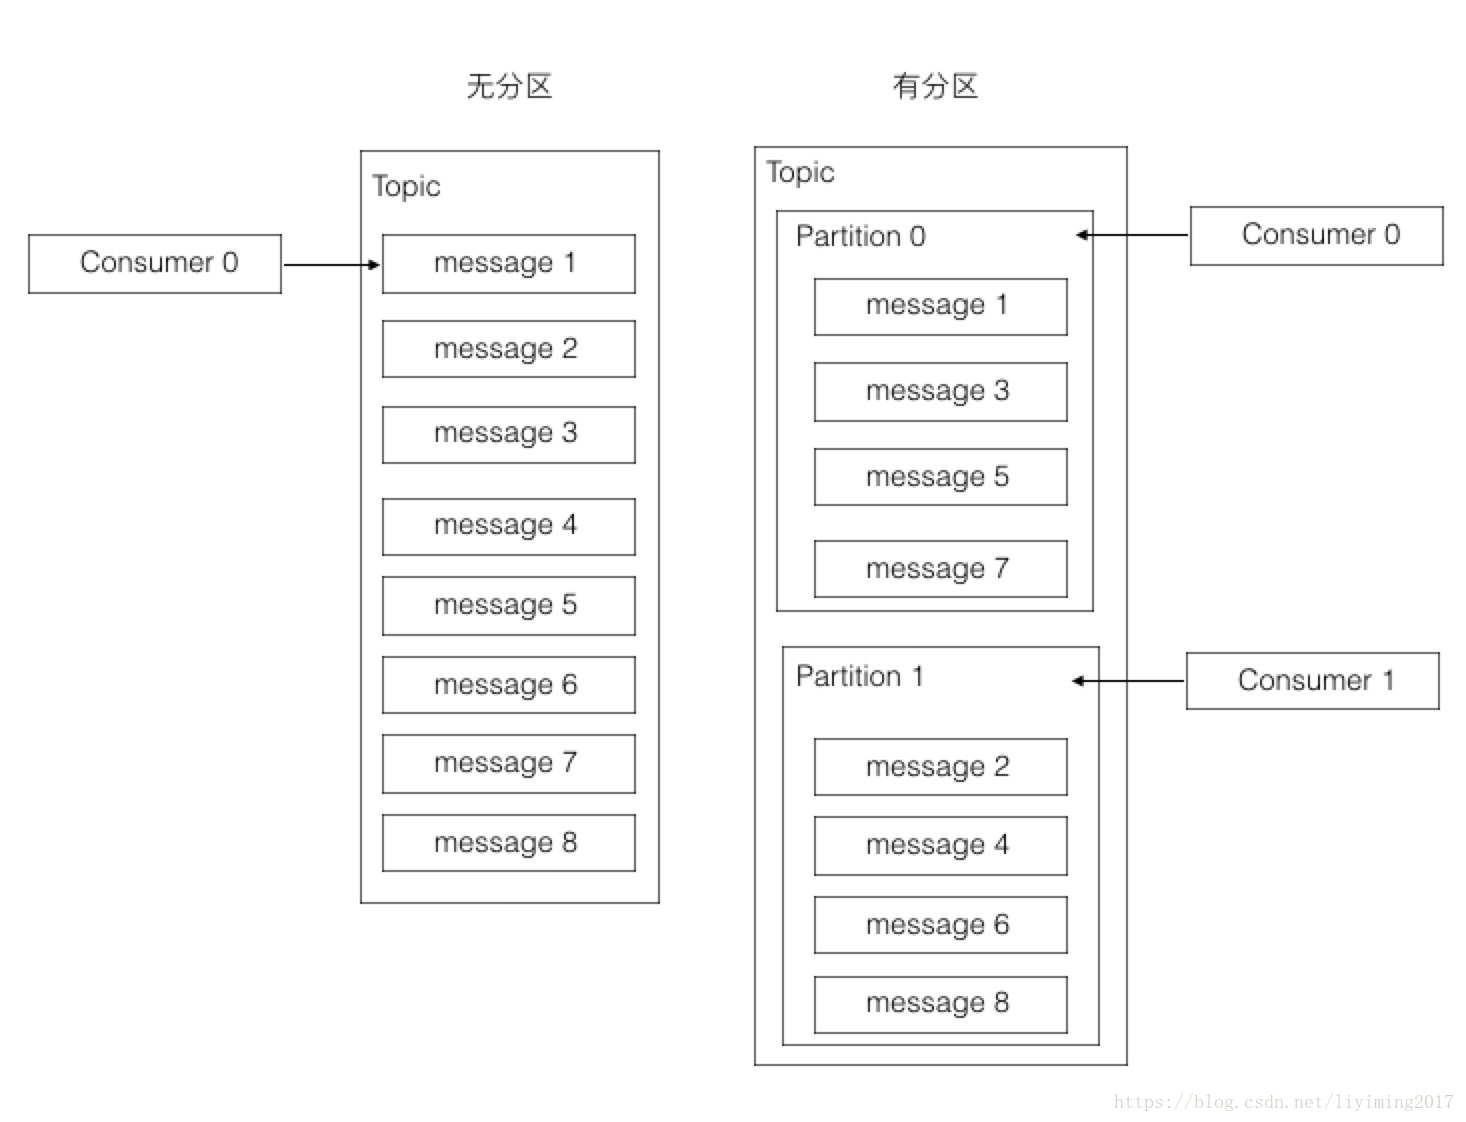 无分区
Topic
Consumer 0
message 1
message 2
message 3
message 4
message 5
message 6
message 7
message 8
有分区
Topic
Partition 0
Consumer 0
message 1
message 3
message 5
message 7
Partition 1
Consumer 1
message 2
message 4
message 6
message 8
https://blog.csdn.net/liyiming2017